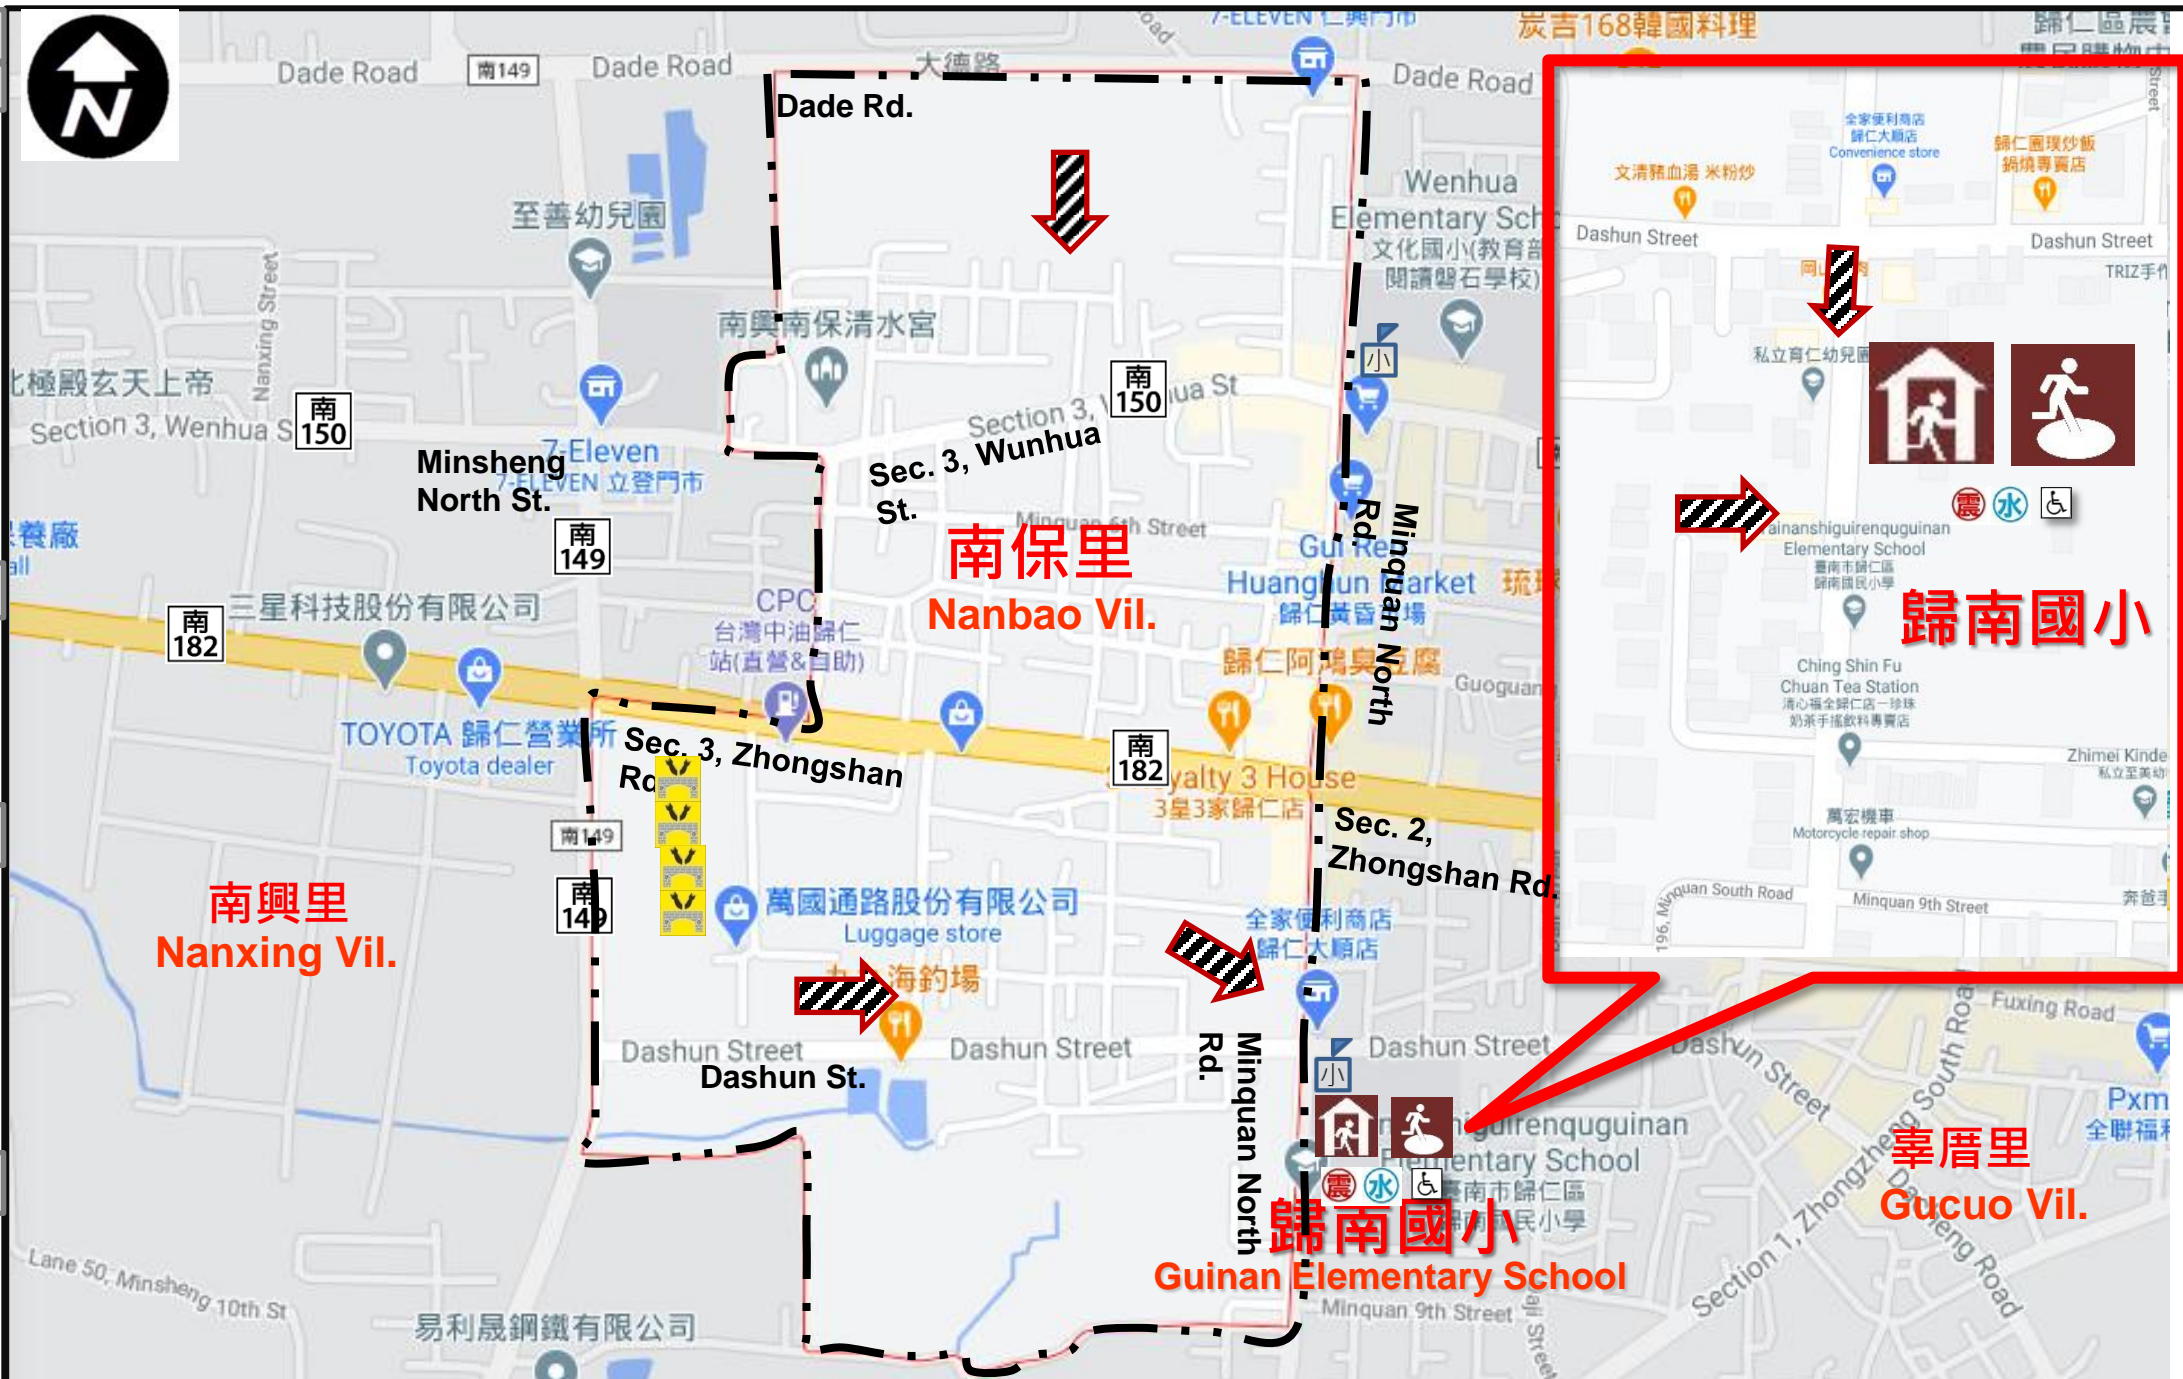 N
7-ELEVEN 仁興門市
炭吉168韓國料理
Dade Road
南149
Dade Road
大德路
Dade Road
Dade Rd.
至善幼兒園
Wenhua
Elementary
文化國小(教育部
閱讀磐石學校)
小
Nanxing Street
南興南保清水宮
北極殿玄天上帝
南
150
Section 3, Wenhua
南
150
Section 3,
Sec. 3, Wunhua
St.
7-Eleven
7-ELEVEN 立登門市
Minsheng
North St.
南
149
Minquan 6th Street
南保里
Nanbao Vil.
Minquan North
Rd.
Gui Ren
Huanghun Market
歸仁黃昏市場
三星科技股份有限公司
南
182
CPC
台灣中油歸仁
站(直營&自助)
歸仁阿鴻臭豆腐
Guoguang
TOYOTA 歸仁營業所
Toyota dealer
Sec. 3, Zhongshan
Rd
南
182
3 House
3皇3家歸仁店
Sec. 2,
Zhongshan Rd.
南149
南
149
萬國通路股份有限公司
Luggage store
全家便利商店
歸仁大順店
南興里
Nanxing Vil.
海釣場
Dashun Street
Dashun Street
Dashun Street
Dashun Street
Dashun St.
Minquan North
Rd.
小
Elementary School
臺南市歸仁區
歸南國民小學
震
水
歸南國小
Guinan Elementary School
Minquan 9th Street
Lane 50, Minsheng 10th St
易利晟鋼鐵有限公司
Fuxing Road
Section 1, Zhongzheng South Road
Dacheng Road
辜厝里
Gucuo Vil.
全家便利商店
歸仁大順店
Convenience store
文清豬血湯 米粉炒
歸仁圓璞炒飯
鍋燒專賣店
Street
Dashun Street
Dashun Street
TRIZ手作
私立育仁幼兒園
震
水
Elementary School
臺南市歸仁區
歸南國民小學
歸南國小
Ching Shin Fu
Chuan Tea Station
清心福全歸仁店－珍珠
奶茶手搖飲料專賣店
Zhimei Kinde
私立至美幼
萬宏機車
Motorcycle repair shop
196, Minquan South Road
Minquan 9th Street